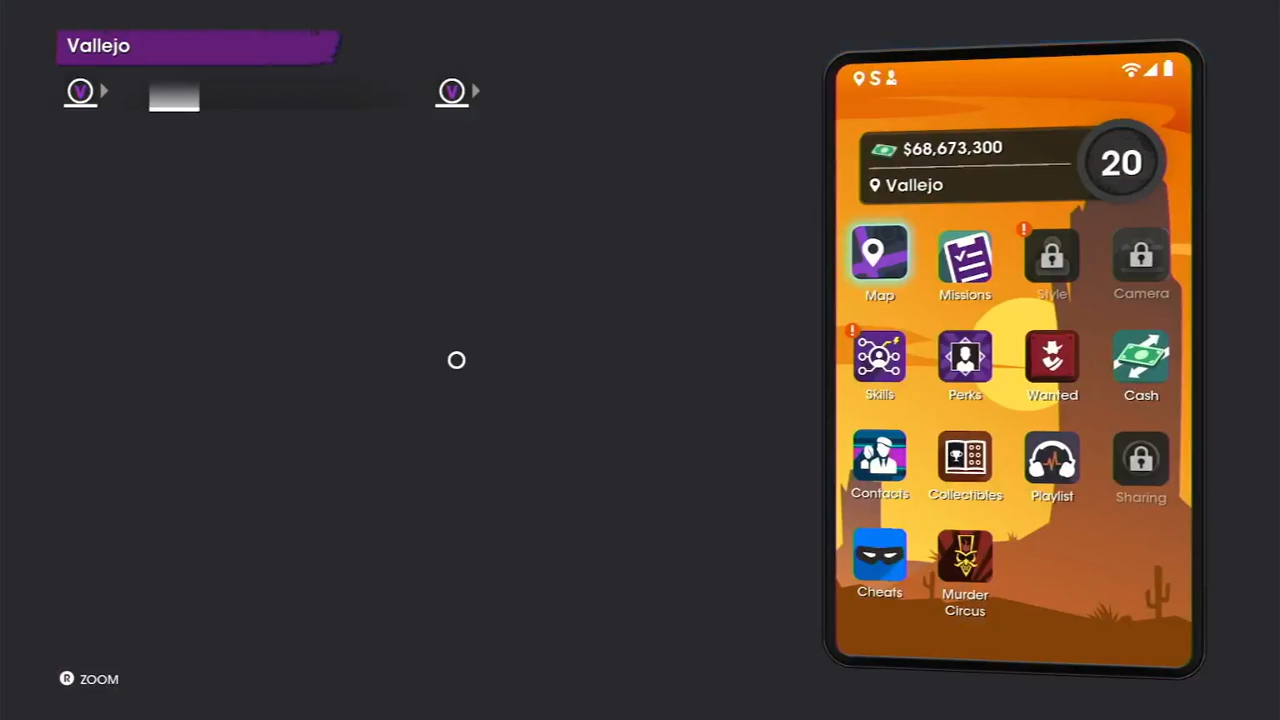 Vallejo
V
V
S
$68,673,300
20
Vallejo
Map
Missions
!
Style
Camera
!
Skills
Perks
Wanted
Cash
Contacts
Collectibles
Playlist
Sharing
Cheats
Murder
Circus
R ZOOM